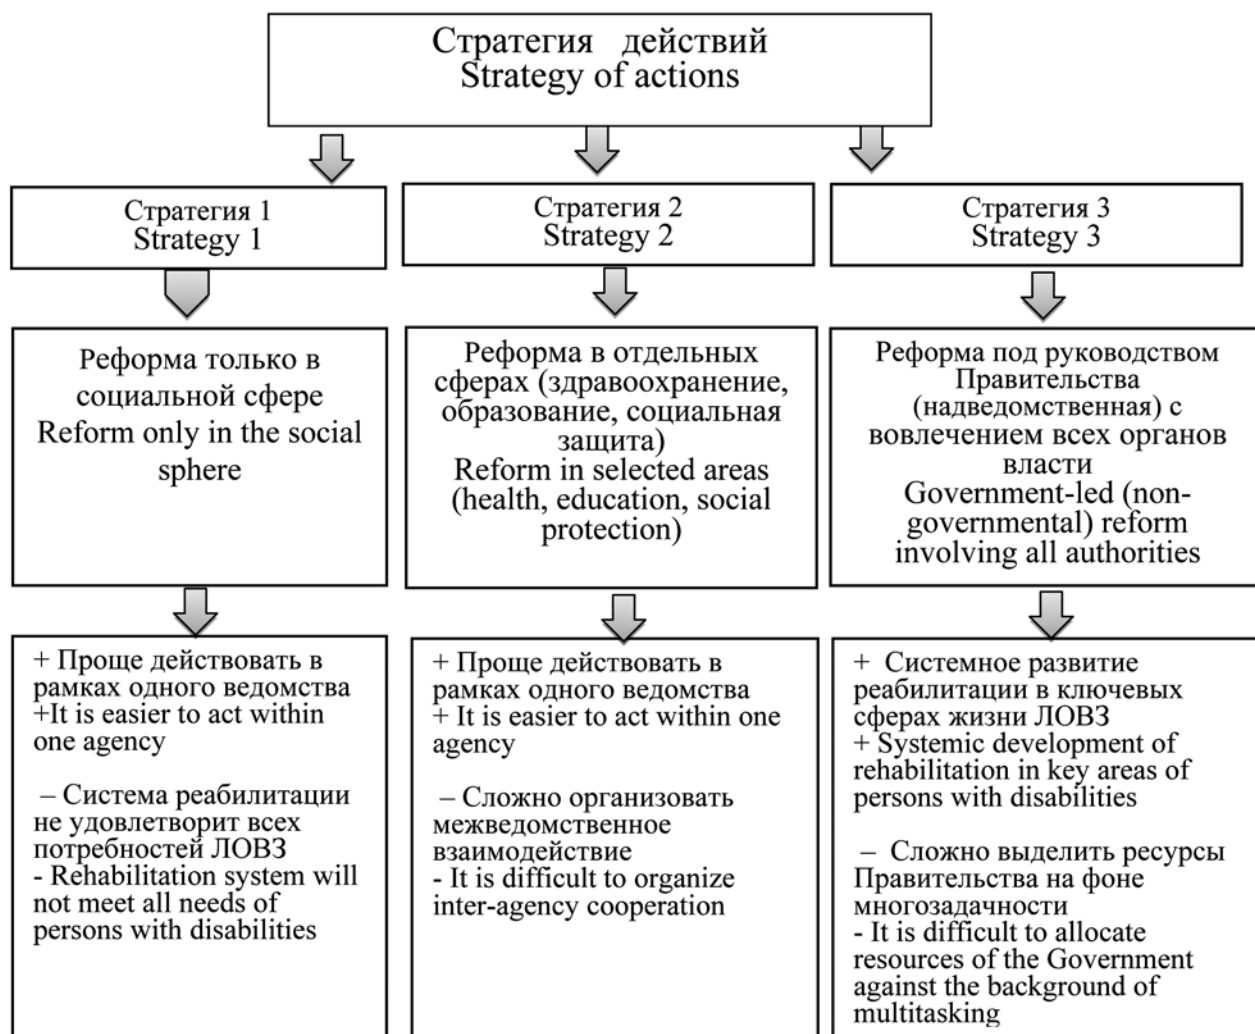 Стратегия действий
Strategy of actions
Стратегия 1
Strategy 1
Стратегия 2
Strategy 2
Стратегия 3
Strategy 3
Реформа только в
социальной сфере
Reform only in the social
sphere
Реформа в отдельных
сферах (здравоохранение,
образование, социальная
защита)
Reform in selected areas
(health, education, social
protection)
Реформа под руководством
Правительства
(надведомственная) с
вовлечением всех органов
власти
Government-led (non-
governmental) reform
involving all authorities
+ Проще действовать в
рамках одного ведомства
+It is easier to act within
one agency
– Система реабилитации
не удовлетворит всех
потребностей ЛОВЗ
- Rehabilitation system will
not meet all needs of
persons with disabilities
+ Проще действовать в
рамках одного ведомства
+ It is easier to act within one
agency
– Сложно организовать
межведомственное
взаимодействие
- It is difficult to organize
inter-agency cooperation
+ Системное развитие
реабилитации в ключевых
сферах жизни ЛОВЗ
+ Systemic development of
rehabilitation in key areas of
persons with disabilities
– Сложно выделить ресурсы
Правительства на фоне
многозадачности
- It is difficult to allocate
resources of the Government
against the background of
multitasking